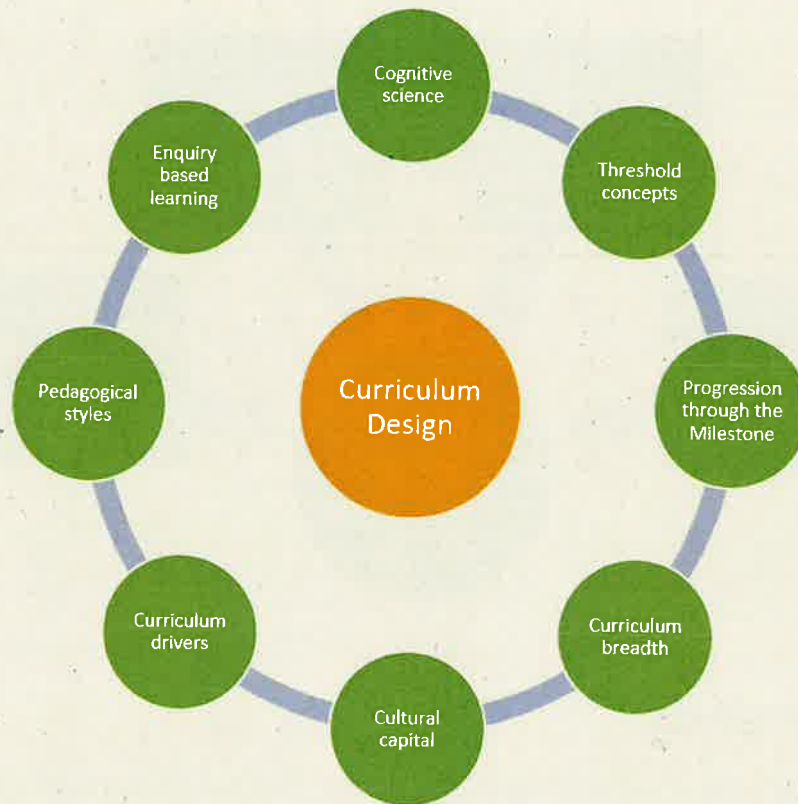 Cognitive
science
Threshold
concepts
Progression
through the
Milestone
Curriculum
breadth
Cultural
capital
Curriculum
drivers
Pedagogical
styles
Enquiry
based
learning
Curriculum
Design